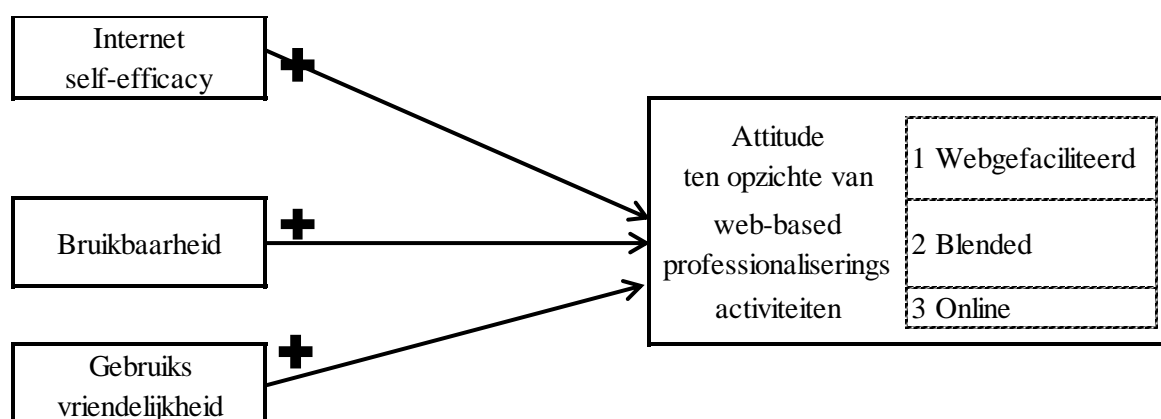 Internet
self-efficacy
Bruikbaarheid
Gebruiks
vriendelijkheid
Attitude
ten opzichte van
web-based
professionaliserings
activiteiten
1 Webgefaciliteerd
2 Blended
3 Online